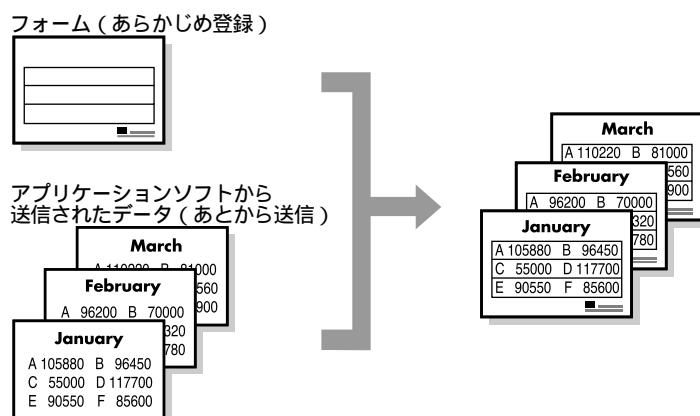 フォーム ( あらかじめ登録 )
アプリケーションソフトから
送信されたデータ ( あとから送信 )
March
000
560
900
February
A 96200 B 70000
320
780
January
A 105880 B 96450
C 55000 D 117700
E 90550 F 85600
March
A 110220 B 81000
560
900
February
A 96200 B 70000
320
780
January
A 105880 B 96450
C 55000 D 117700
E 90550 F 85600